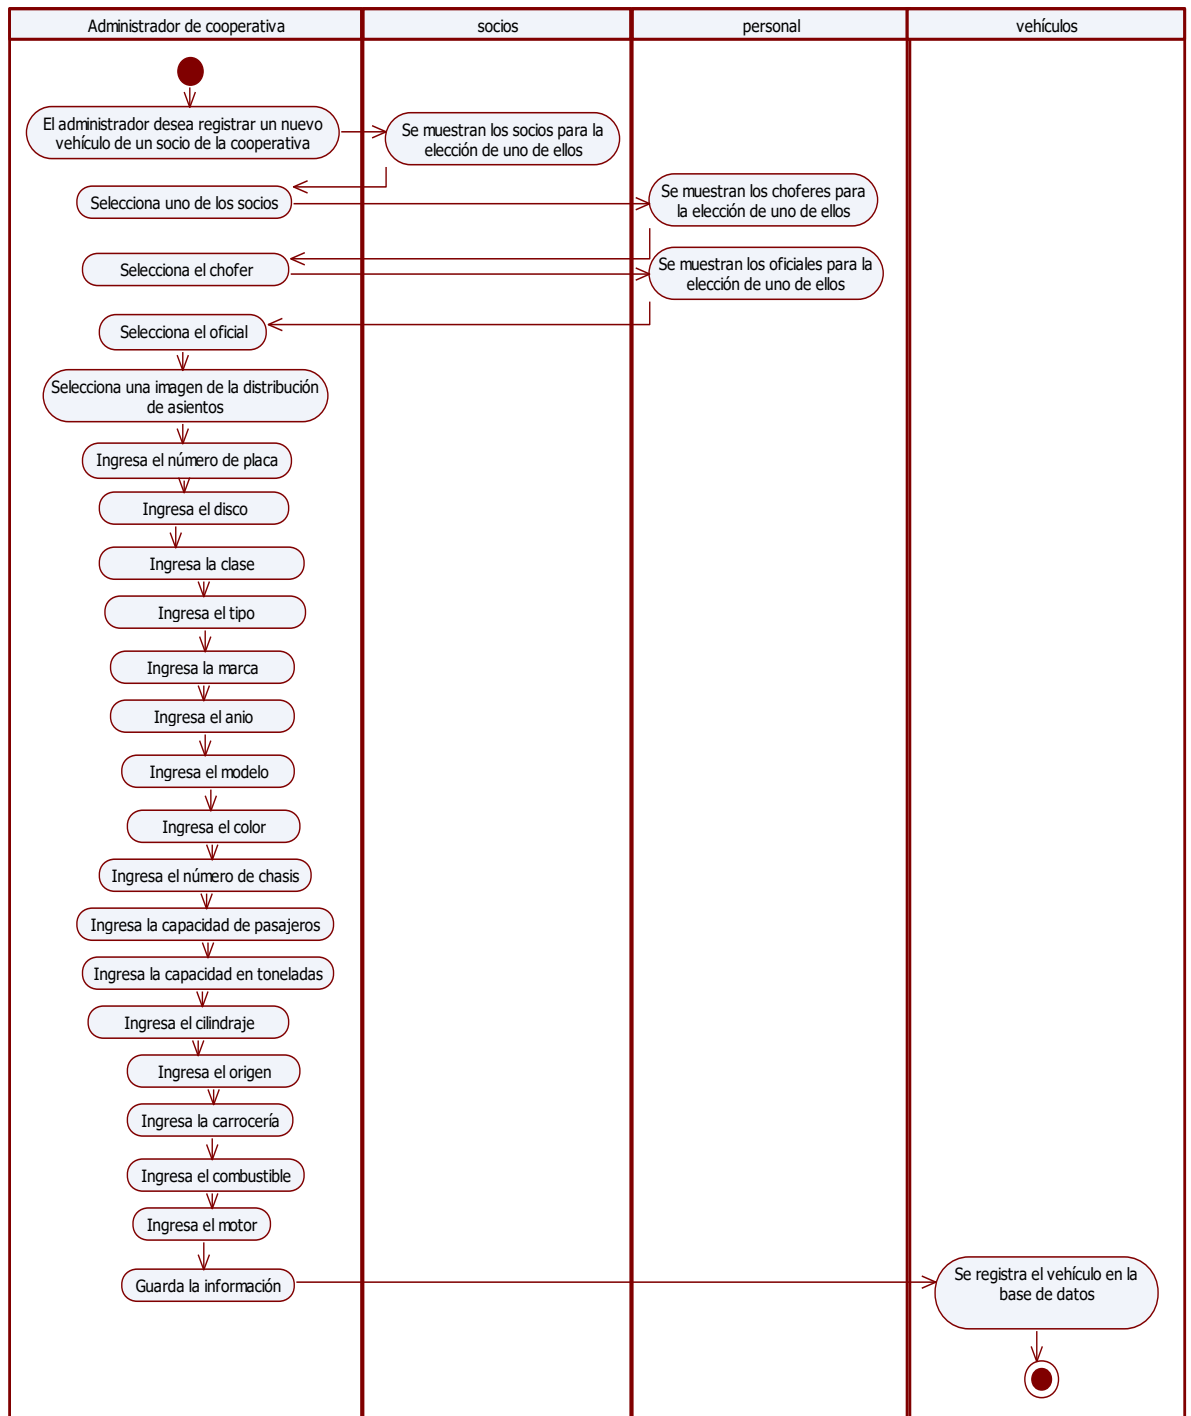 Administrador de cooperativa
socios
personal
vehículos
El administrador desea registrar un nuevo
vehículo de un socio de la cooperativa
Se muestran los socios para la
elección de uno de ellos
Selecciona uno de los socios
Se muestran los choferes para
la elección de uno de ellos
Selecciona el chofer
Se muestran los oficiales para la
elección de uno de ellos
Selecciona el oficial
Selecciona una imagen de la distribución
de asientos
Ingresa el número de placa
Ingresa el disco
Ingresa la clase
Ingresa el tipo
Ingresa la marca
Ingresa el anio
Ingresa el modelo
Ingresa el color
Ingresa el número de chasis
Ingresa la capacidad de pasajeros
Ingresa la capacidad en toneladas
Ingresa el cilindraje
Ingresa el origen
Ingresa la carrocería
Ingresa el combustible
Ingresa el motor
Guarda la información
Se registra el vehículo en la
base de datos